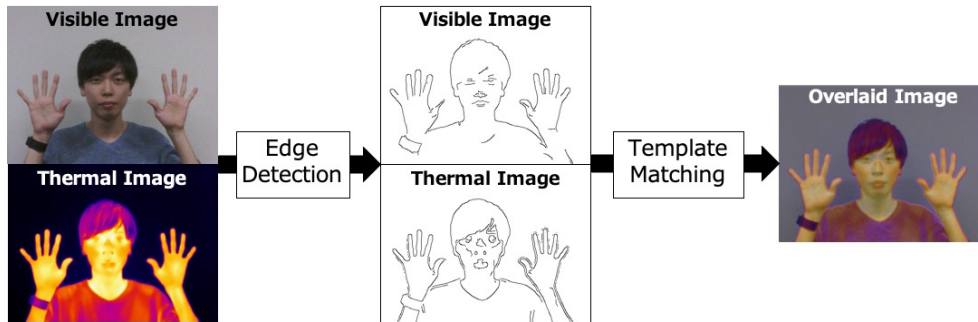 Visible Image
Thermal Image
Edge
Detection
Visible Image
Thermal Image
Template
Matching
Overlaid Image